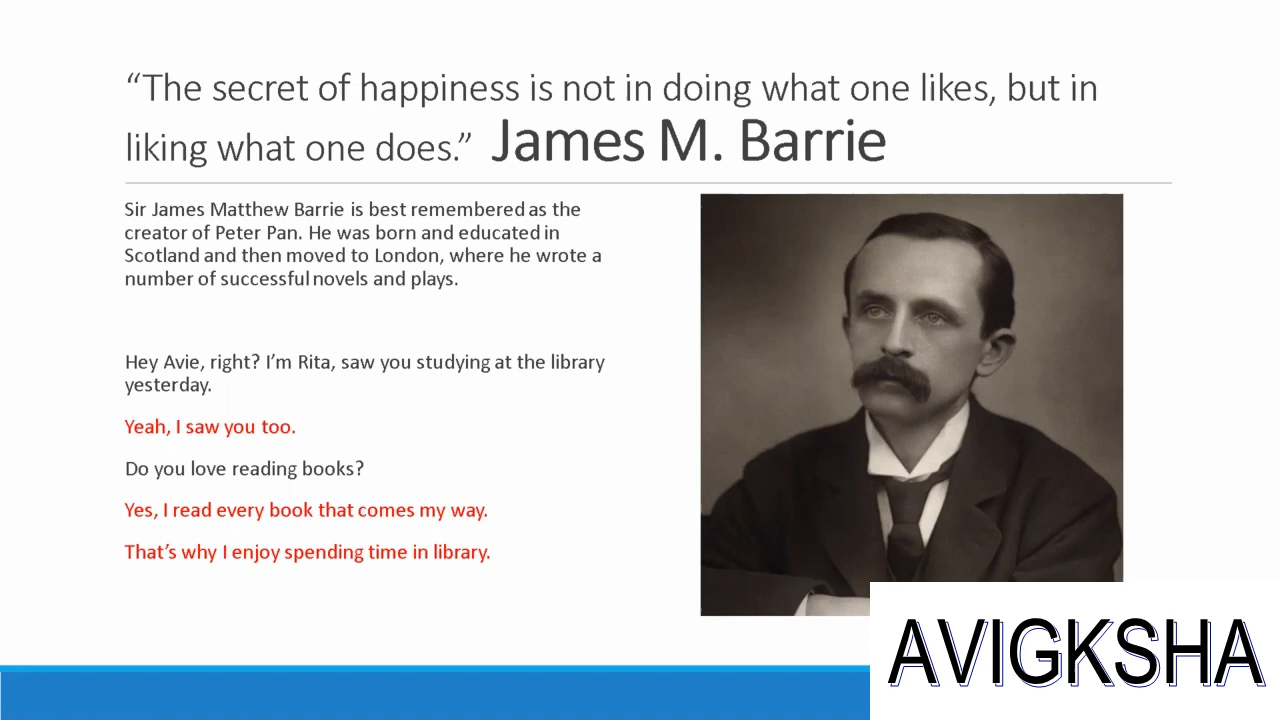 “The secret of happiness is not in doing what one likes, but in
liking what one does.” James M. Barrie
Sir James Matthew Barrie is best remembered as the
creator of Peter Pan. He was born and educated in
Scotland and then moved to London, where he wrote a
number of successful novels and plays.
Hey Avie, right? I’m Rita, saw you studying at the library
yesterday.
Yeah, I saw you too.
Do you love reading books?
Yes, I read every book that comes my way.
That’s why I enjoy spending time in library.
AVIGKSHA